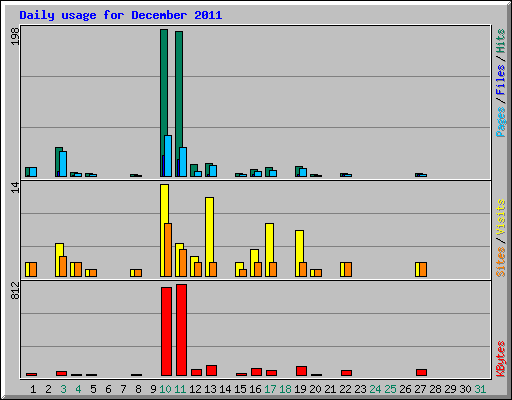 Daily usage for December 2011
198
Pages / Files / Hits
14
Sites / Visits
812
KBytes
1 2 3 4 5 6 7 8 9 10 11 12 13 14 15 16 17 18 19 20 21 22 23 24 25 26 27 28 29 30 31